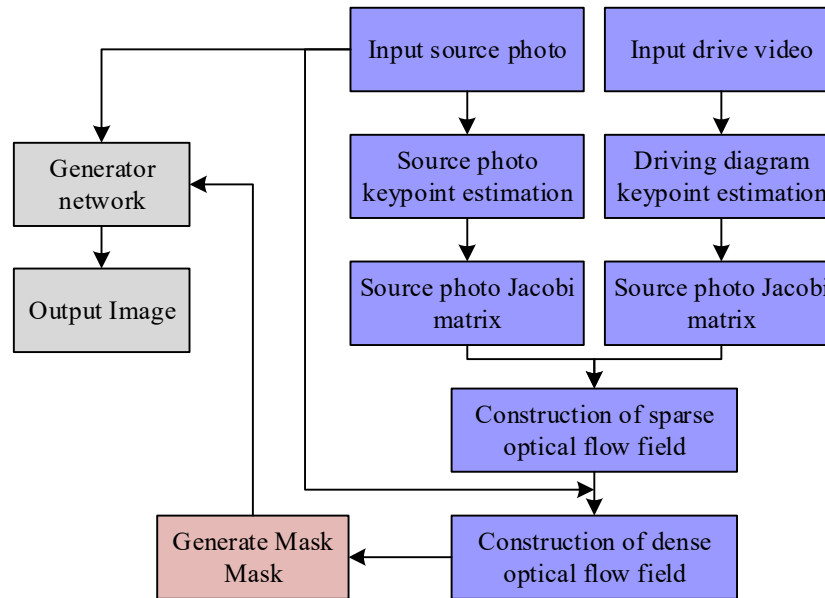 Input source photo
Input drive video
Generator
network
Source photo
keypoint estimation
Driving diagram
keypoint estimation
Output Image
Source photo Jacobi
matrix
Source photo Jacobi
matrix
Construction of sparse
optical flow field
Generate Mask
Mask
Construction of dense
optical flow field